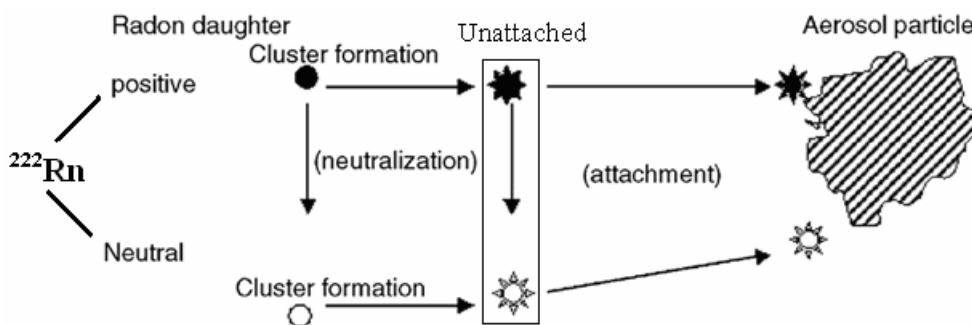 Radon daughter
Unattached
Aerosol particle
Cluster formation
positive
²²²Rn
(neutralization)
(attachment)
Neutral
Cluster formation